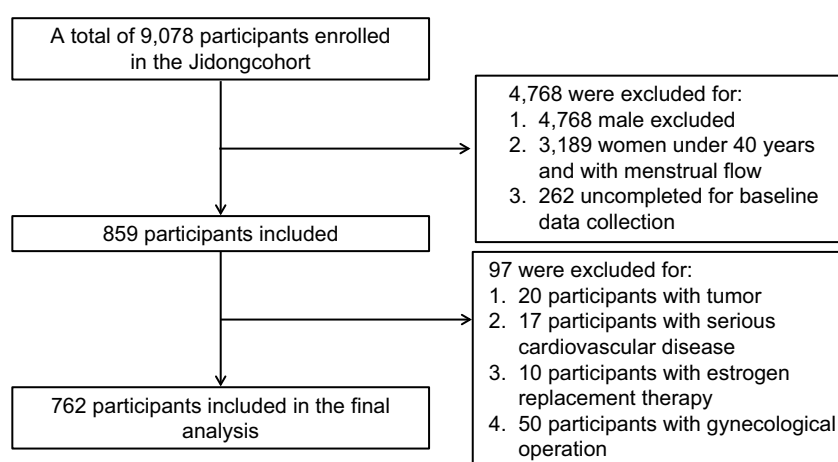 A total of 9,078 participants enrolled
in the Jidongcohort
4,768 were excluded for:
1. 4,768 male excluded
2. 3,189 women under 40 years
and with menstrual flow
3. 262 uncompleted for baseline
data collection
859 participants included
97 were excluded for:
1. 20 participants with tumor
2. 17 participants with serious
cardiovascular disease
3. 10 participants with estrogen
replacement therapy
4. 50 participants with gynecological
operation
762 participants included in the final
analysis